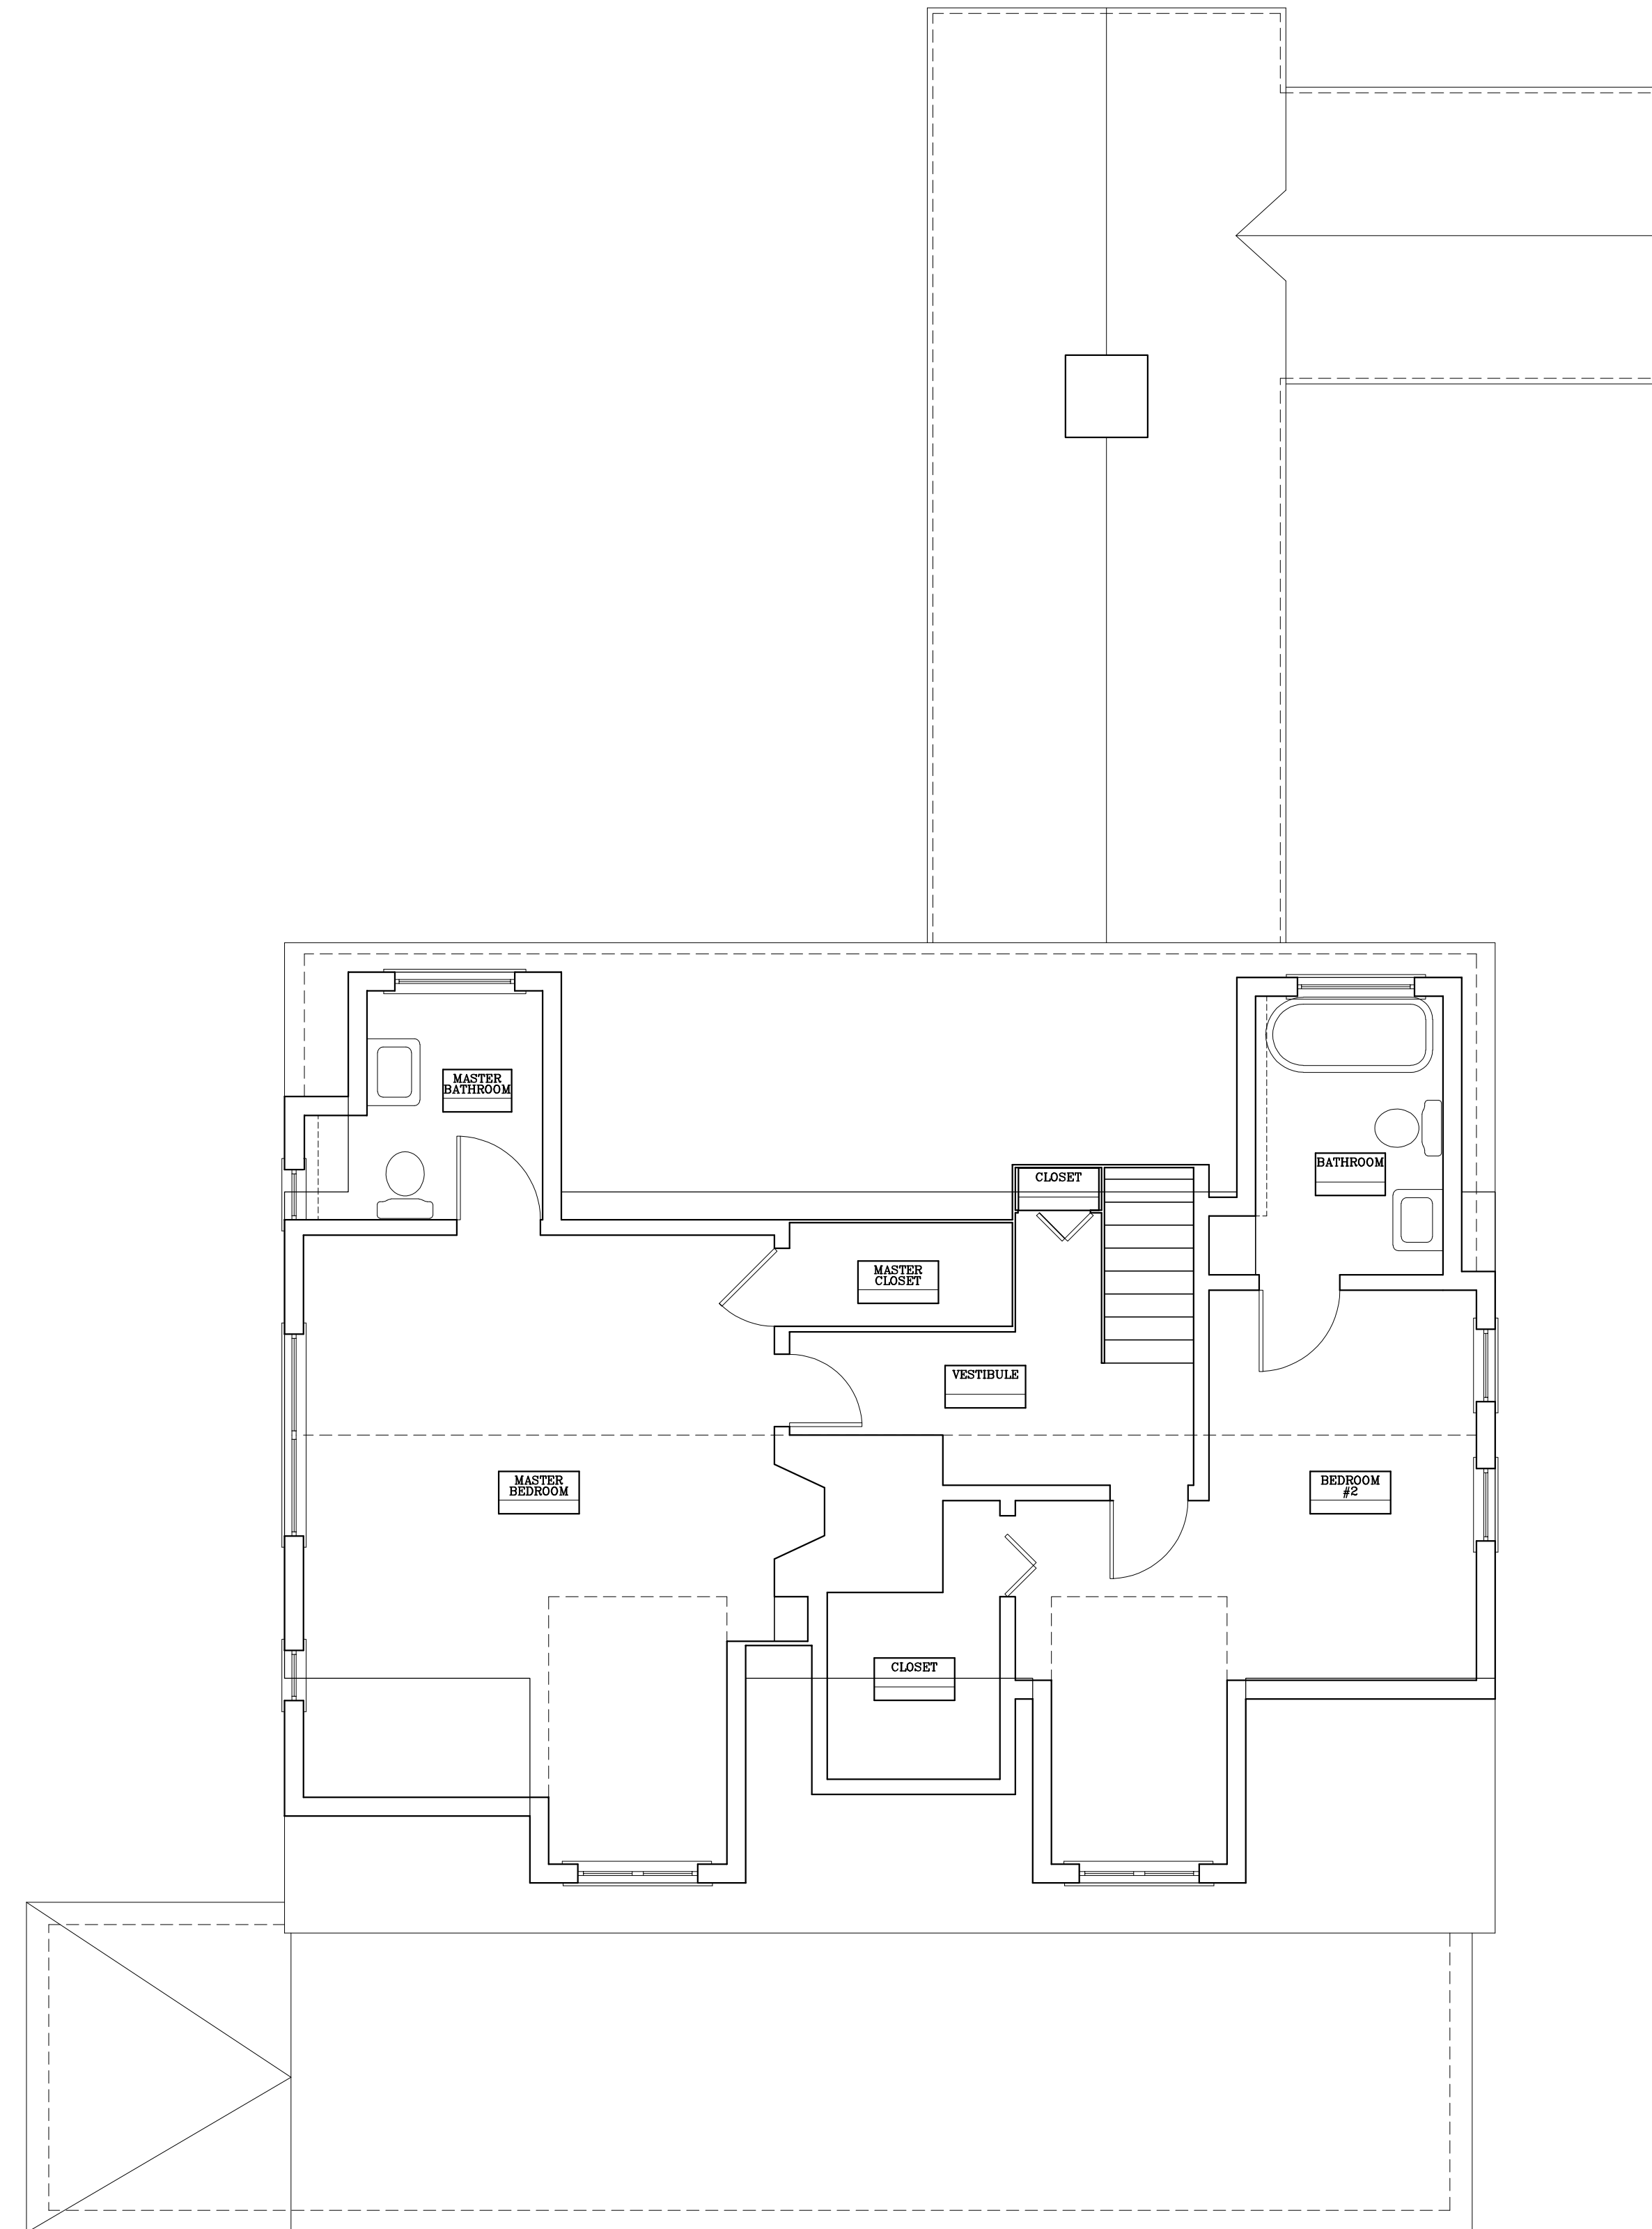 MASTER
BATHROOM
BATHROOM
CLOSET
MASTER
CLOSET
VESTIBULE
MASTER
BEDROOM
BEDROOM
#2
CLOSET